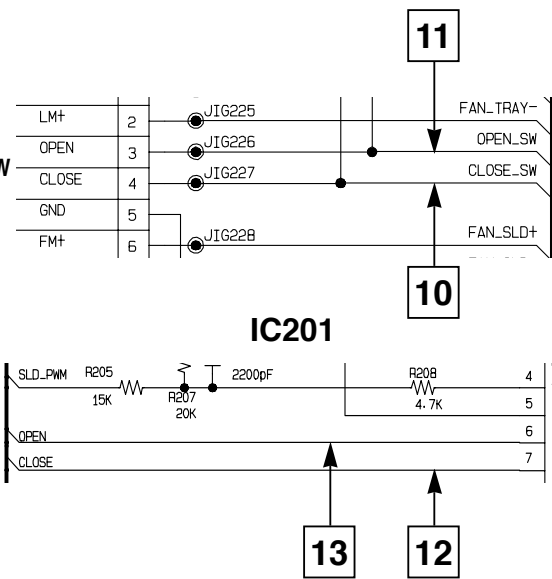 11
LM+ 2 JIG225 FAN_TRAY-
OPEN 3 JIG226 OPEN_SW
W
CLOSE 4 JIG227 CLOSE_SW
GND 5
FM+ 6 JIG228 FAN_SLD+
10
IC201
SLD_PWM R205 2200pF R208 4
15K R207 4.7K 5
20K
OPEN 6
CLOSE 7
13 12